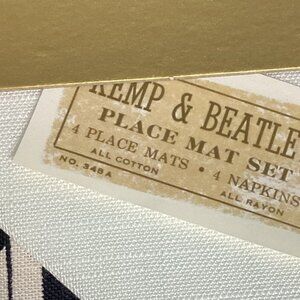 KEMP & BEATLE
PLACE MAT SET
4 PLACE MATS • 4 NAPKINS
ALL COTTON ALL RAYON
NO. 348A